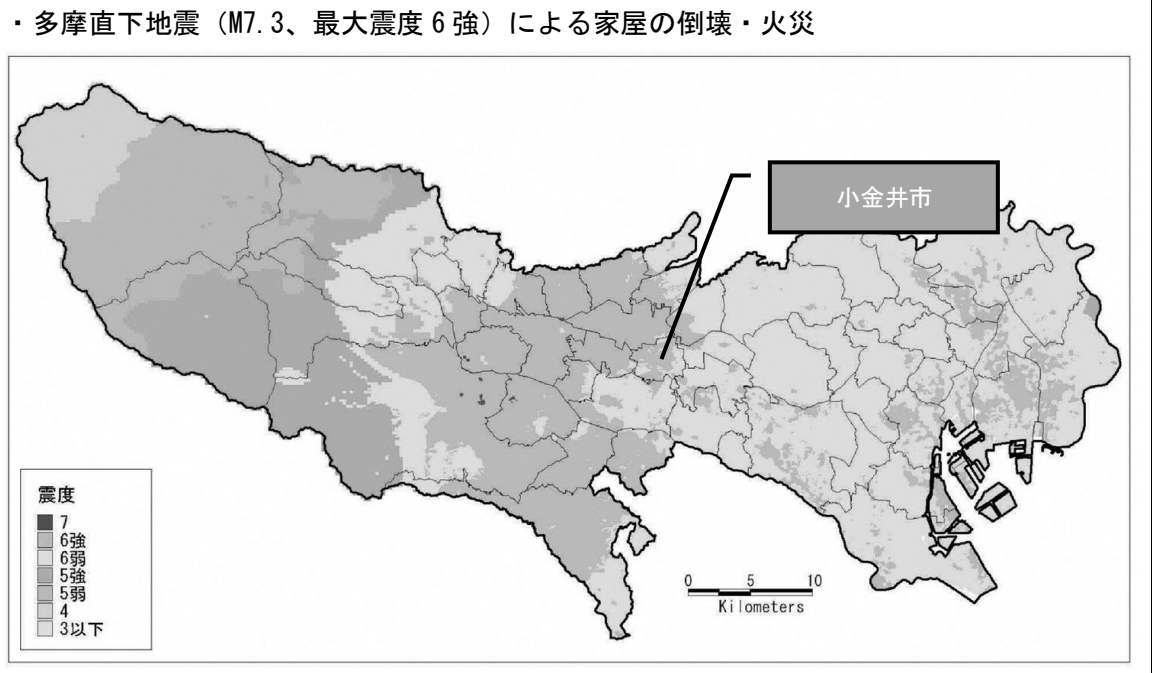 ・多摩直下地震（M7.3、最大震度６強）による家屋の倒壊・火災
小金井市
震度
7
6強
6弱
5強
5弱
4
3以下
0 5 10
Kilometers